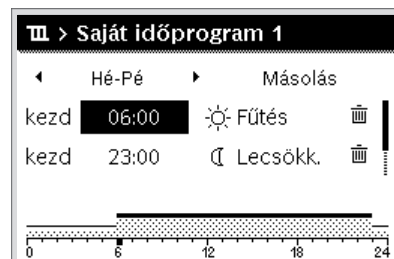 > Saját időprogram 1
Hé-Pé Másolás
kezd 06:00 Fűtés
kezd 23:00 Lecsökk.
0 6 12 18 24